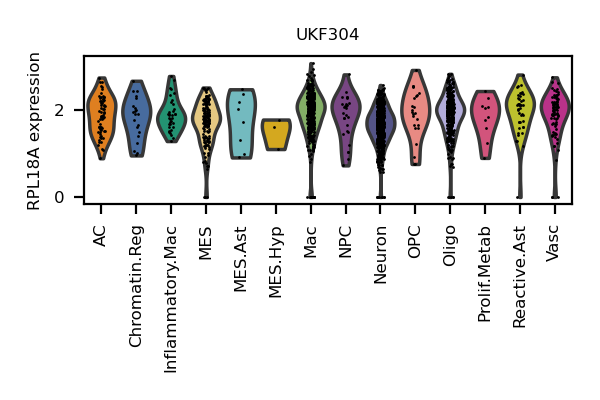 UKF304
RPL18A expression
2
0
AC
Chromatin.Reg
Inflammatory.Mac
MES
MES.Ast
MES.Hyp
Mac
NPC
Neuron
OPC
Oligo
Prolif.Metab
Reactive.Ast
Vasc